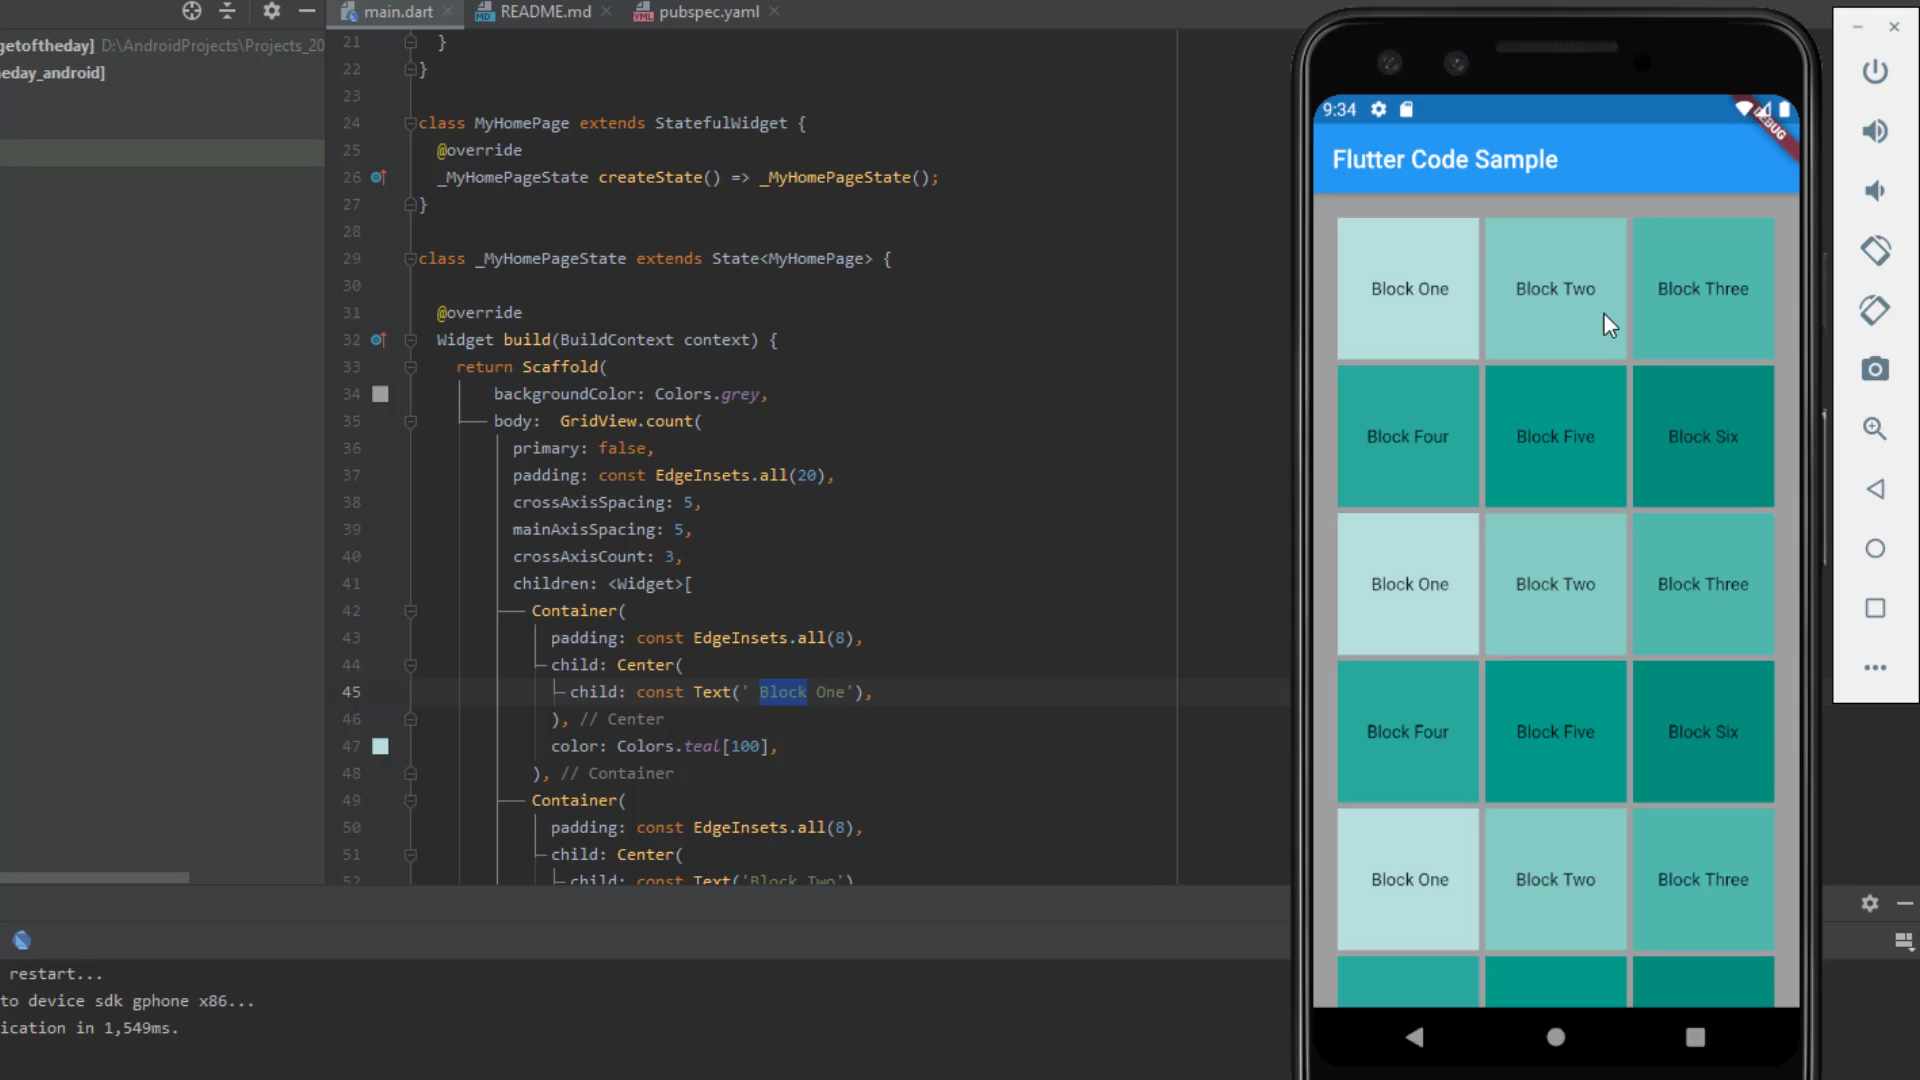 main.dart README.md pubspec.yaml
getoftheday] D:\AndroidProjects\Projects_20
eday_android]
21 }
22 }
23
24 class MyHomePage extends StatefulWidget {
25 @override
26 _MyHomePageState createState() => _MyHomePageState();
27 }
28
29 class _MyHomePageState extends State<MyHomePage> {
30
31 @override
32 Widget build(BuildContext context) {
33 return Scaffold(
34 backgroundColor: Colors.grey,
35 body: GridView.count(
36 primary: false,
37 padding: const EdgeInsets.all(20),
38 crossAxisSpacing: 5,
39 mainAxisSpacing: 5,
40 crossAxisCount: 3,
41 children: <Widget>[
42 Container(
43 padding: const EdgeInsets.all(8),
44 child: Center(
45 child: const Text(' Block One'),
46 ), // Center
47 color: Colors.teal[100],
48 ), // Container
49 Container(
50 padding: const EdgeInsets.all(8),
51 child: Center(
52 child: const Text('Block Two')
restart...
to device sdk gphone x86...
ication in 1,549ms.
9:34
DEBUG
Flutter Code Sample
Block One Block Two Block Three
Block Four Block Five Block Six
Block One Block Two Block Three
Block Four Block Five Block Six
Block One Block Two Block Three